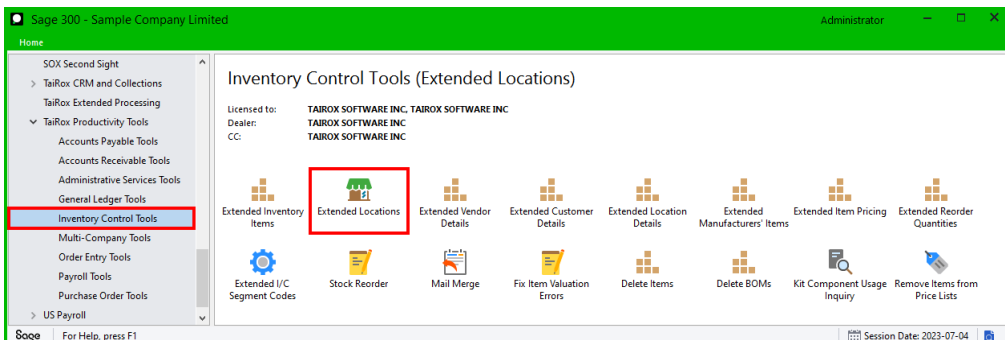 Sage 300 - Sample Company Limited
Administrator
Home
SOX Second Sight
TaiRox CRM and Collections
TaiRox Extended Processing
TaiRox Productivity Tools
Accounts Payable Tools
Accounts Receivable Tools
Administrative Services Tools
General Ledger Tools
Inventory Control Tools
Multi-Company Tools
Order Entry Tools
Payroll Tools
Purchase Order Tools
US Payroll
Inventory Control Tools (Extended Locations)
Licensed to: TAIROX SOFTWARE INC, TAIROX SOFTWARE INC
Dealer: TAIROX SOFTWARE INC
CC: TAIROX SOFTWARE INC
Extended Inventory
Items
Extended Locations
Extended Vendor
Details
Extended Customer
Details
Extended Location
Details
Extended
Manufacturers' Items
Extended Item Pricing
Extended Reorder
Quantities
Extended I/C
Segment Codes
Stock Reorder
Mail Merge
Fix Item Valuation
Errors
Delete Items
Delete BOMs
Kit Component Usage
Inquiry
Remove Items from
Price Lists
Sage
For Help, press F1
Session Date: 2023-07-04